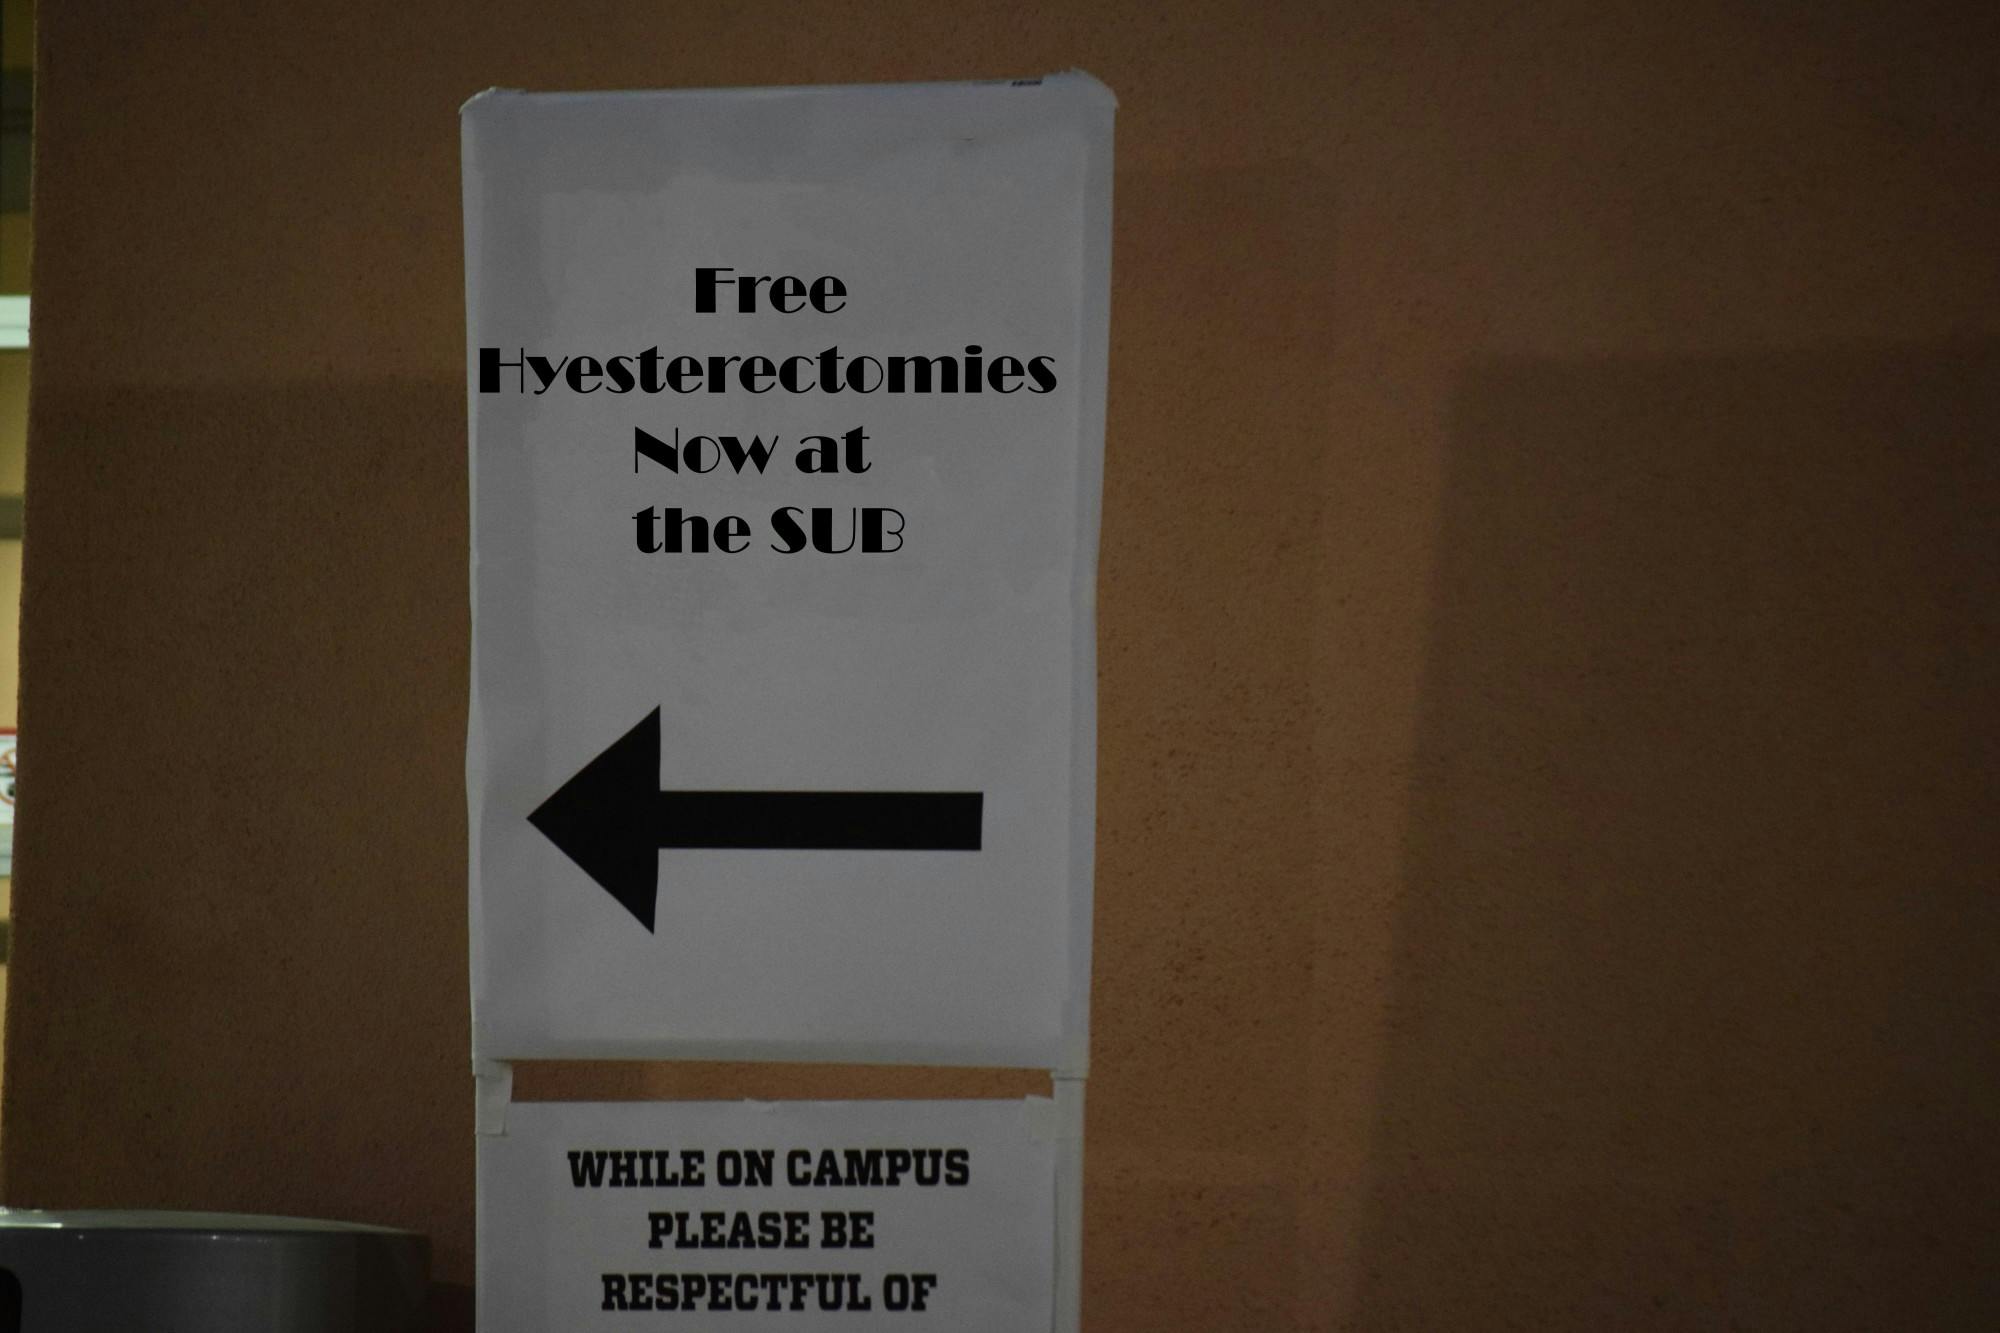 Free
Hyesterectomies
Now at
the SUB
WHILE ON CAMPUS
PLEASE BE
RESPECTFUL OF